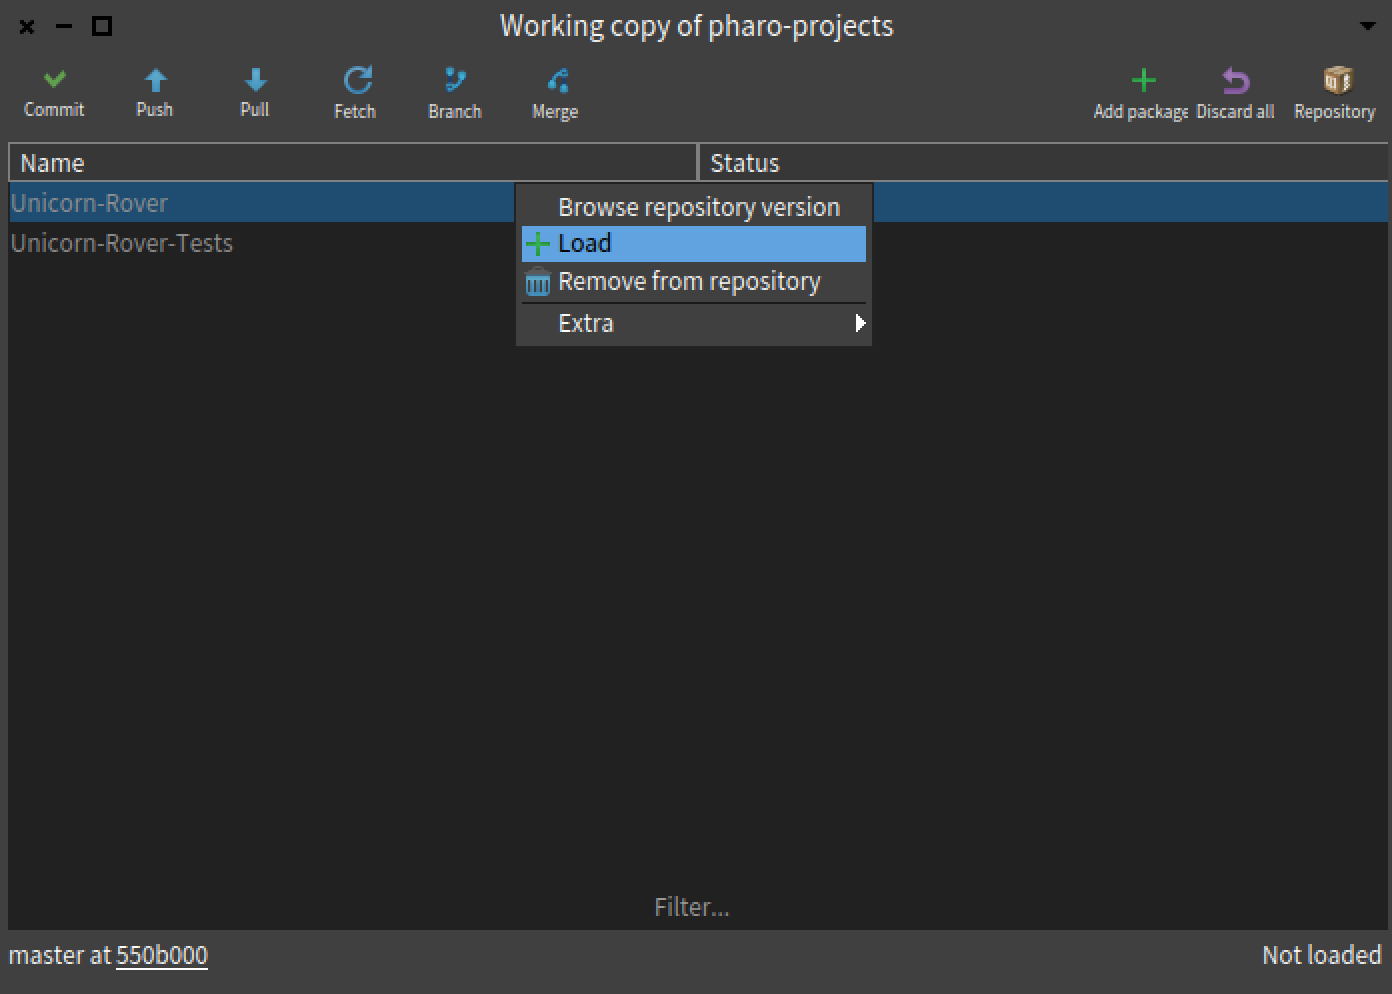 Working copy of pharo-projects
Commit Push Pull Fetch Branch Merge Add package Discard all Repository
Name Status
Unicorn-Rover
Browse repository version
Unicorn-Rover-Tests
Load
Remove from repository
Extra
Filter...
master at 550b000 Not loaded